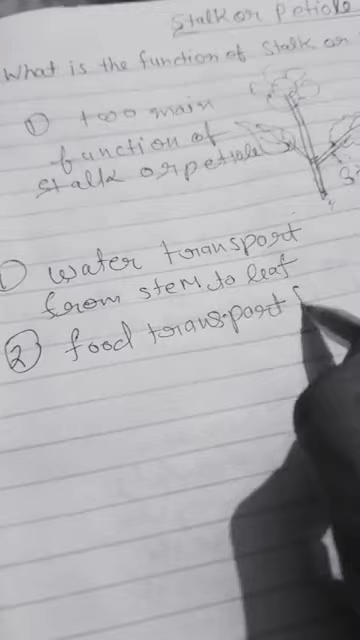 Stalk or petiole
What is the function of Stalk or
① two main
function of
stalk or petiole
3
① water transport
from stem to leaf
② food transport f